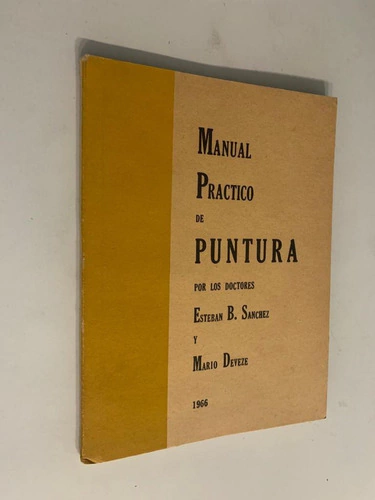 MANUAL
PRACTICO
DE
PUNTURA
POR LOS DOCTORES
ESTEBAN B. SANCHEZ
Y
MARIO DEVEZE
1966